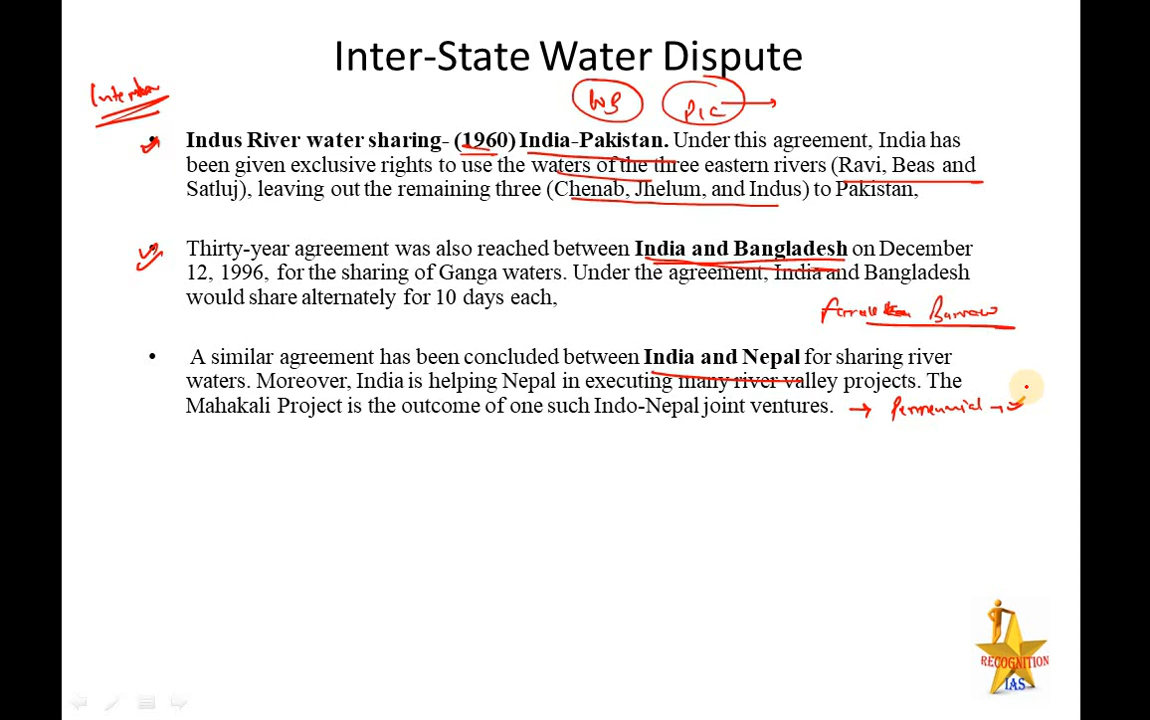 Inter-State Water Dispute
WB
PIC
Indus River water sharing- (1960) India-Pakistan. Under this agreement, India has
been given exclusive rights to use the waters of the three eastern rivers (Ravi, Beas and
Satluj), leaving out the remaining three (Chenab, Jhelum, and Indus) to Pakistan,
Thirty-year agreement was also reached between India and Bangladesh on December
12, 1996, for the sharing of Ganga waters. Under the agreement, India and Bangladesh
would share alternately for 10 days each,
• A similar agreement has been concluded between India and Nepal for sharing river
waters. Moreover, India is helping Nepal in executing many river valley projects. The
Mahakali Project is the outcome of one such Indo-Nepal joint ventures.
RECOGNITION
IAS